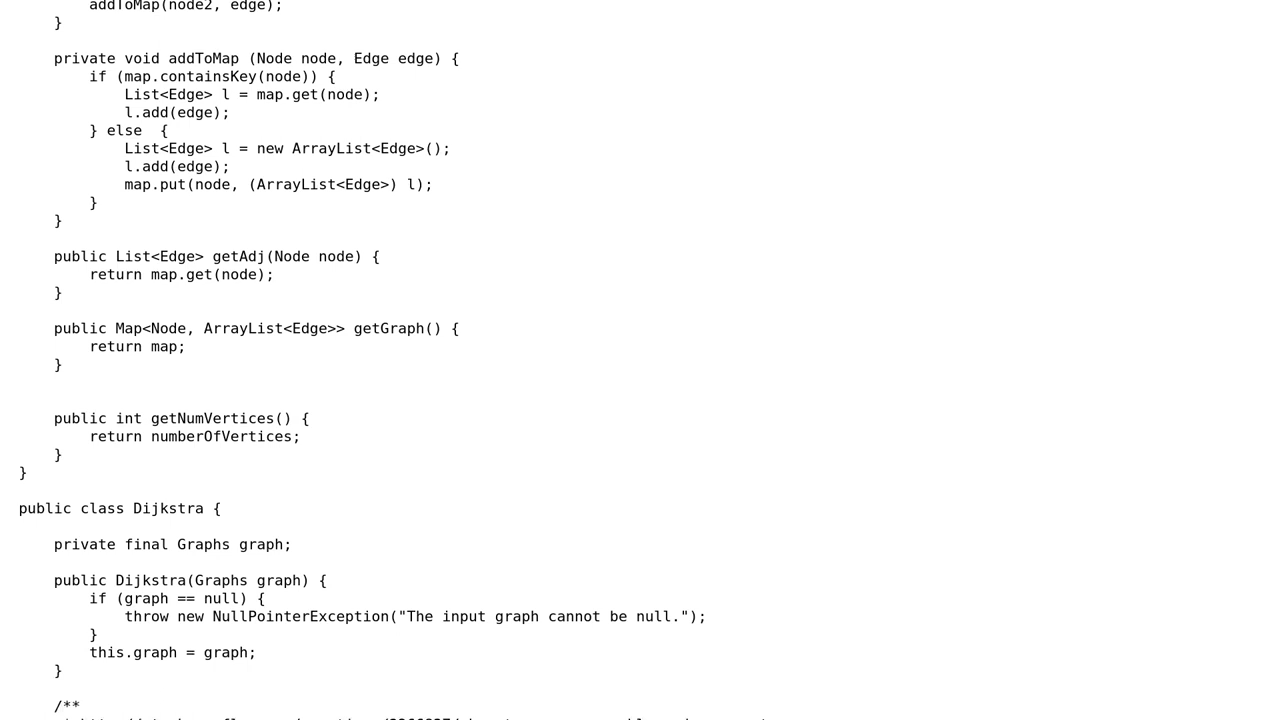 addToMap(node2, edge);
    }

    private void addToMap (Node node, Edge edge) {
        if (map.containsKey(node)) {
            List<Edge> l = map.get(node);
            l.add(edge);
        } else  {
            List<Edge> l = new ArrayList<Edge>();
            l.add(edge);
            map.put(node, (ArrayList<Edge>) l);
        }
    }

    public List<Edge> getAdj(Node node) {
        return map.get(node);
    }

    public Map<Node, ArrayList<Edge>> getGraph() {
        return map;
    }


    public int getNumVertices() {
        return numberOfVertices;
    }
}

public class Dijkstra {

    private final Graphs graph;

    public Dijkstra(Graphs graph) {
        if (graph == null) {
            throw new NullPointerException("The input graph cannot be null.");
        }
        this.graph = graph;
    }

    /**